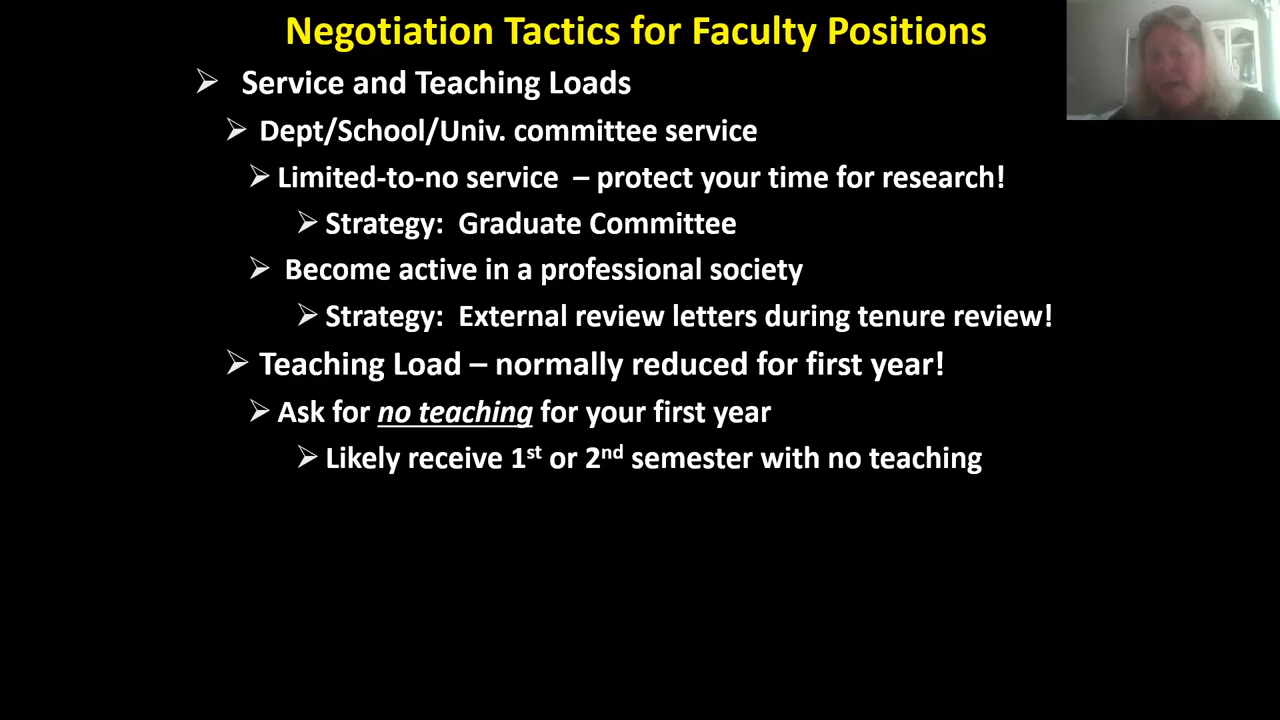 Negotiation Tactics for Faculty Positions
Service and Teaching Loads
Dept/School/Univ. committee service
Limited-to-no service – protect your time for research!
Strategy: Graduate Committee
Become active in a professional society
Strategy: External review letters during tenure review!
Teaching Load – normally reduced for first year!
Ask for no teaching for your first year
Likely receive 1st or 2nd semester with no teaching